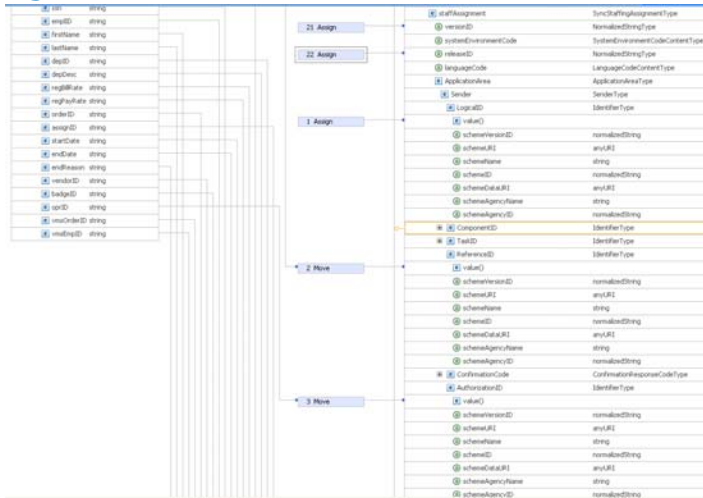 ssn string
empID string
firstName string
lastName string
depID string
depDesc string
regBillRate string
regPayRate string
orderID string
assignID string
startDate string
endDate string
endReason string
vendorID string
badgeID string
sprID string
vmsOrderID string
vmsEmpID string
21 Assign
22 Assign
1 Assign
2 Move
3 Move
staffAssignment SyncStaffingAssignmentType
versionID NormalizedStringType
systemEnvironmentCode SystemEnvironmentCodeContentType
releaseID NormalizedStringType
languageCode LanguageCodeContentType
ApplicationArea ApplicationAreaType
Sender SenderType
LogicalID IdentifierType
value()
schemeVersionID normalizedString
schemeURI anyURI
schemeName string
schemeID normalizedString
schemeDataURI anyURI
schemeAgencyName string
schemeAgencyID normalizedString
ComponentID IdentifierType
TaskID IdentifierType
ReferenceID IdentifierType
value()
schemeVersionID normalizedString
schemeURI anyURI
schemeName string
schemeID normalizedString
schemeDataURI anyURI
schemeAgencyName string
schemeAgencyID normalizedString
ConfirmationCode ConfirmationResponseCodeType
AuthorizationID IdentifierType
value()
schemeVersionID normalizedString
schemeURI anyURI
schemeName string
schemeID normalizedString
schemeDataURI anyURI
schemeAgencyName string
schemeAgencyID normalizedString